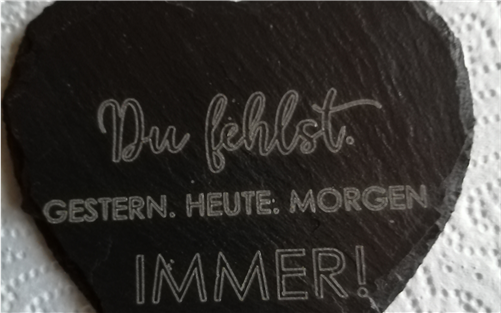 Du fehlst.
GESTERN. HEUTE. MORGEN
IMMER!